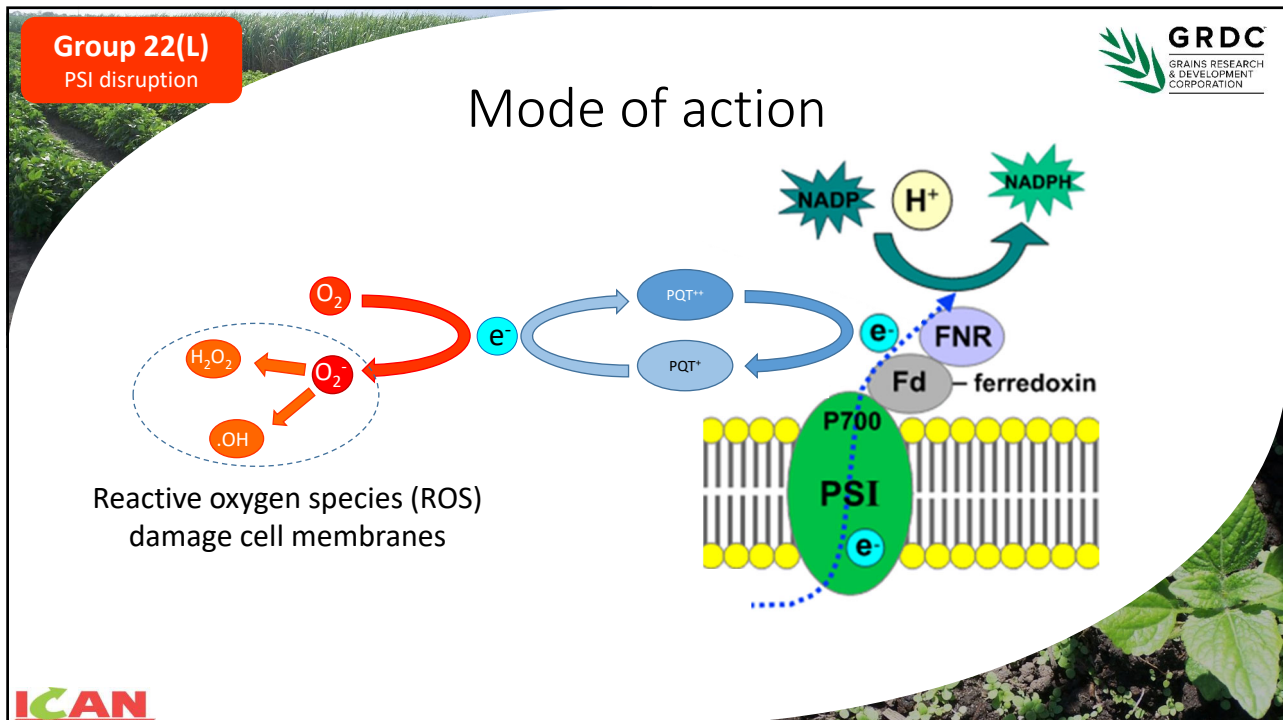 Group 22(L)
PSI disruption
GRDC™
GRAINS RESEARCH
& DEVELOPMENT
CORPORATION
Mode of action
NADP
H⁺
NADPH
O₂
PQT⁺⁺
e⁻
e⁻
FNR
H₂O₂
O₂⁻
PQT⁺
Fd
– ferredoxin
.OH
P700
PSI
e⁻
Reactive oxygen species (ROS)
damage cell membranes
ICAN